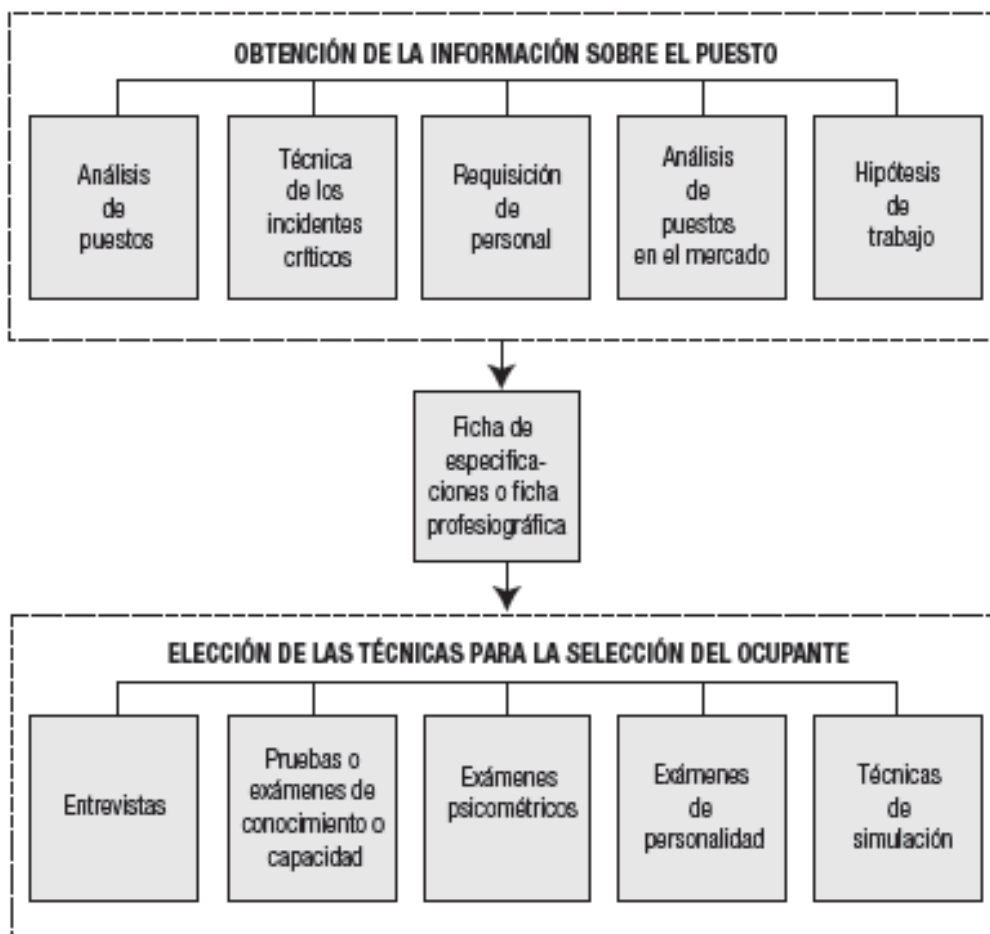 OBTENCIÓN DE LA INFORMACIÓN SOBRE EL PUESTO
Análisis
de
puestos
Técnica
de los
incidentes
críticos
Requisición
de
personal
Análisis
de
puestos
en el mercado
Hipótesis
de
trabajo
Ficha de
especifica-
ciones o ficha
profesiográfica
ELECCIÓN DE LAS TÉCNICAS PARA LA SELECCIÓN DEL OCUPANTE
Entrevistas
Pruebas o
exámenes de
conocimiento o
capacidad
Exámenes
psicométricos
Exámenes
de
personalidad
Técnicas
de
simulación